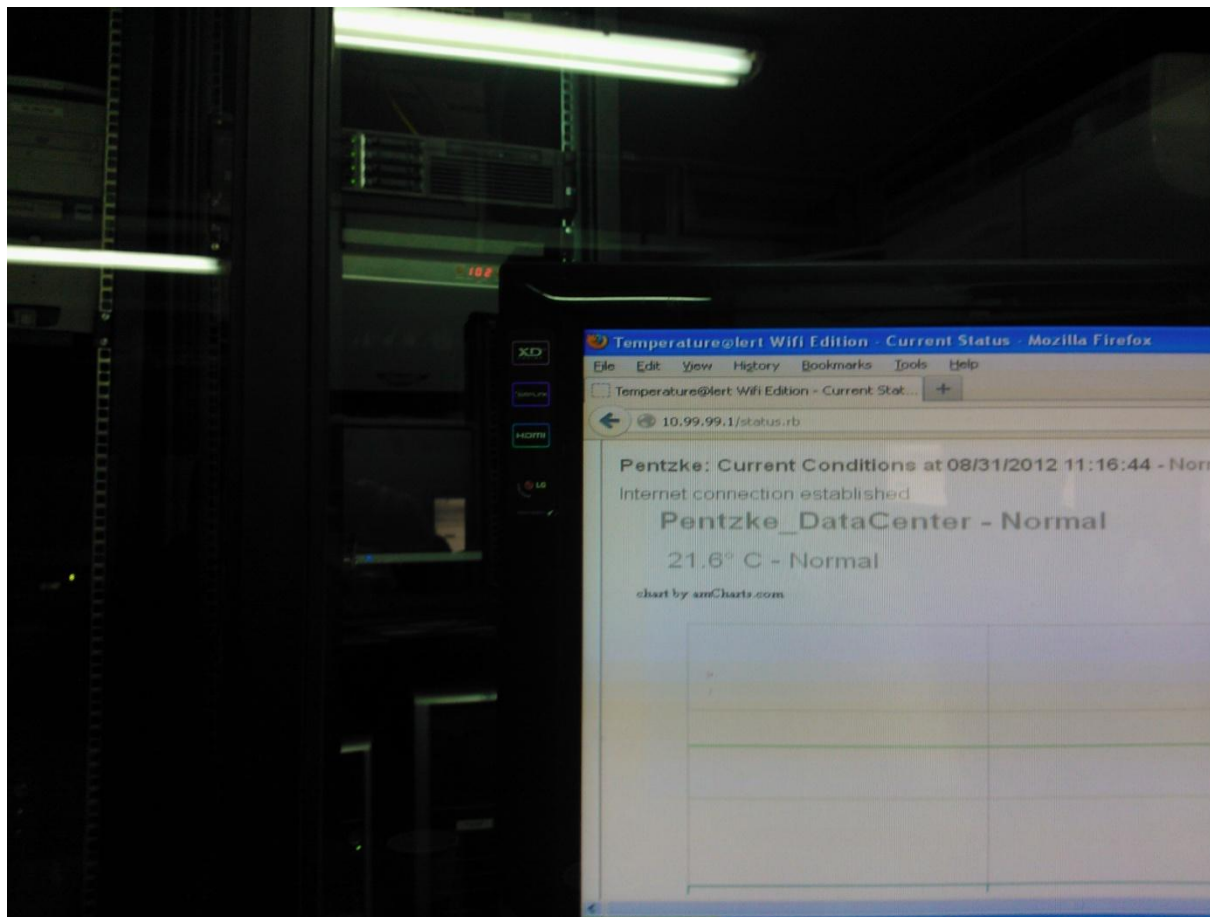 102
XD
HDMI
LG
Temperature@lert Wifi Edition - Current Status - Mozilla Firefox
File Edit View History Bookmarks Tools Help
Temperature@lert Wifi Edition - Current Stat... +
10.99.99.1/status.rb
Pentzke: Current Conditions at 08/31/2012 11:16:44 - Nor
Internet connection established
Pentzke_DataCenter - Normal
21.6° C - Normal
chart by amCharts.com